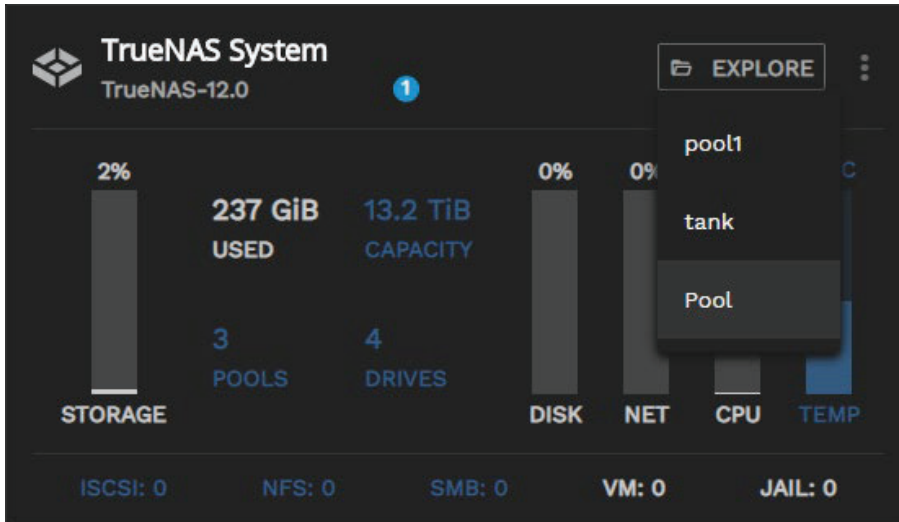 TrueNAS System
TrueNAS-12.0
1
EXPLORE
pool1
tank
Pool
2%
237 GiB
USED
13.2 TiB
CAPACITY
3
POOLS
4
DRIVES
0%
0%
C
STORAGE
DISK
NET
CPU
TEMP
ISCSI: 0
NFS: 0
SMB: 0
VM: 0
JAIL: 0